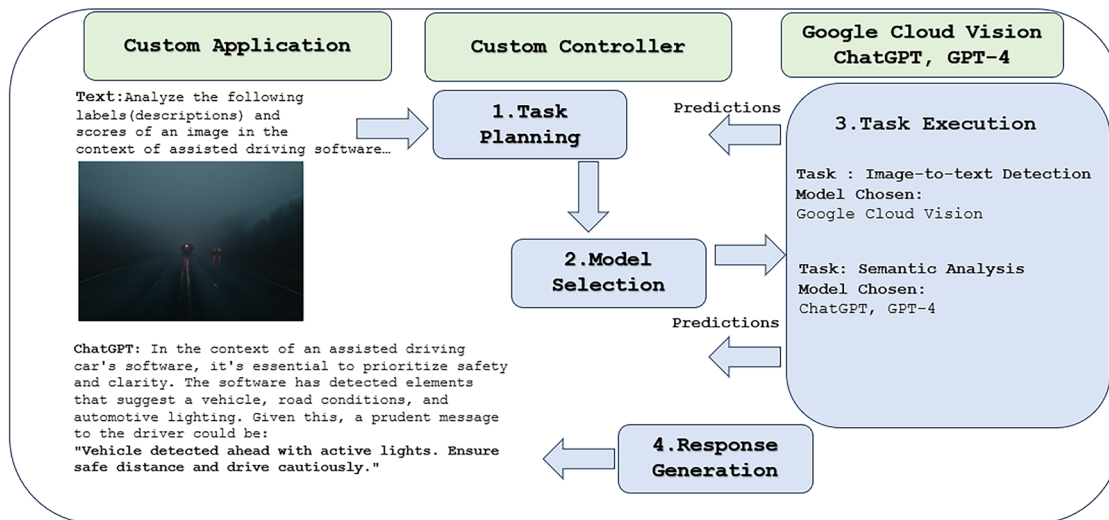 Custom Application
Custom Controller
Google Cloud Vision
ChatGPT, GPT-4
Text:Analyze the following
labels(descriptions) and
scores of an image in the
context of assisted driving software…
1.Task
Planning
Predictions
3.Task Execution
Task : Image-to-text Detection
Model Chosen:
Google Cloud Vision
2.Model
Selection
Task: Semantic Analysis
Model Chosen:
ChatGPT, GPT-4
Predictions
ChatGPT: In the context of an assisted driving
car's software, it's essential to prioritize safety
and clarity. The software has detected elements
that suggest a vehicle, road conditions, and
automotive lighting. Given this, a prudent message
to the driver could be:
"Vehicle detected ahead with active lights. Ensure
safe distance and drive cautiously."
4.Response
Generation